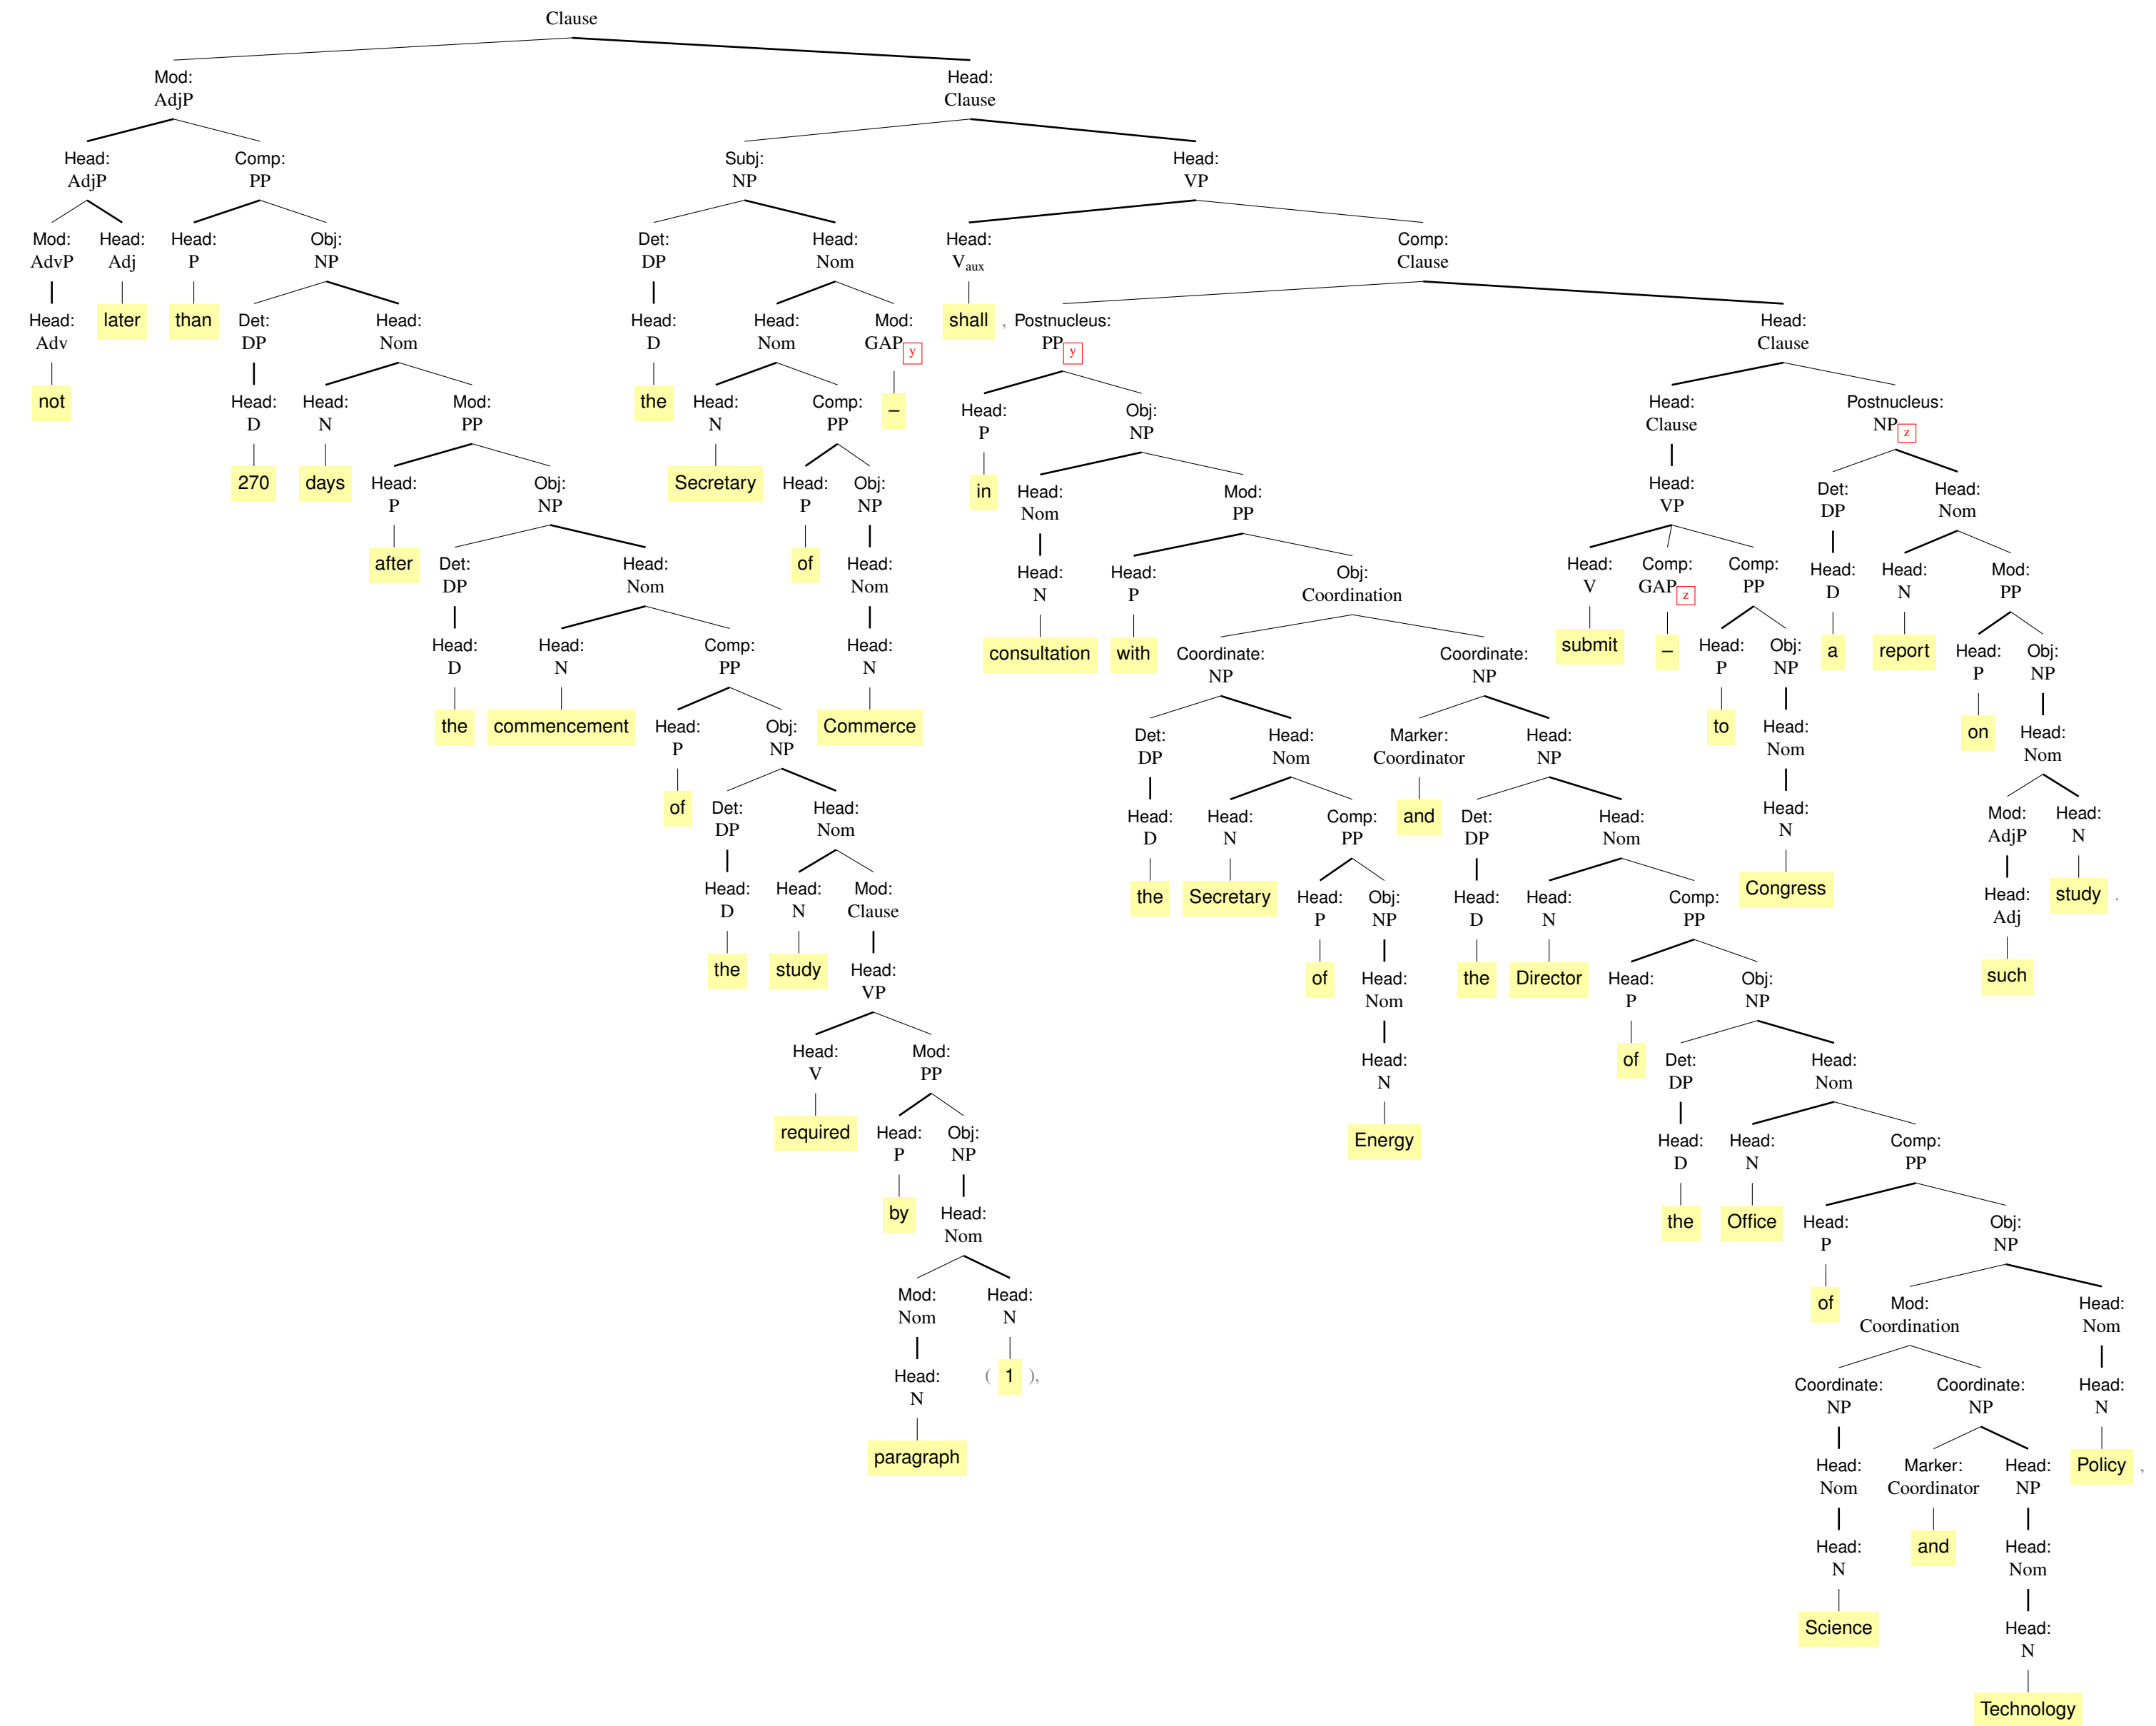 Clause
Mod: Head:
AdjP Clause
Head: Comp: Subj: Head:
AdjP PP NP VP
Mod: Head: Head: Obj: Det: Head: Head: Comp:
AdvP Adj P NP DP Nom Vaux Clause
Head: later than Det: Head: Head: Head: Mod: shall , Postnucleus: Head:
Adv DP Nom D Nom GAP y PP y Clause
not Head: Head: Mod: the Head: Comp: – Head: Obj: Head: Postnucleus:
D N PP N PP P NP Clause NP z
270 days Head: Obj: Secretary Head: Obj: in Head: Mod: Head: Det: Head:
P NP P NP Nom PP VP DP Nom
after Det: Head: of Head: Head: Head: Obj: Head: Comp: Comp: Head: Head: Mod:
DP Nom Nom N P Coordination V GAP z PP D N PP
Head: Head: Comp: Head: consultation with Coordinate: Coordinate: submit – Head: Obj: a report Head: Obj:
D N PP N NP NP P NP P NP
the commencement Head: Obj: Commerce Det: Head: Marker: Head: to Head: on Head:
P NP DP Nom Coordinator NP Nom Nom
of Det: Head: Head: Head: Comp: and Det: Head: Head: Mod: Head:
DP Nom D N PP DP Nom N AdjP N
Head: Head: Mod: the Secretary Head: Obj: Head: Head: Comp: Congress Head: study .
D N Clause P NP D N PP Adj
the study Head: of Head: the Director Head: Obj: such
VP Nom P NP
Head: Mod: Head: of Det: Head:
V PP N DP Nom
required Head: Obj: Energy Head: Head: Comp:
P NP D N PP
by Head: the Office Head: Obj:
Nom P NP
Mod: Head: of Mod: Head:
Nom N Coordination Nom
Head: ( 1 ), Coordinate: Coordinate: Head:
N NP NP N
paragraph Head: Marker: Head: Policy ,
Nom Coordinator NP
Head: and Head:
N Nom
Science Head:
N
Technology